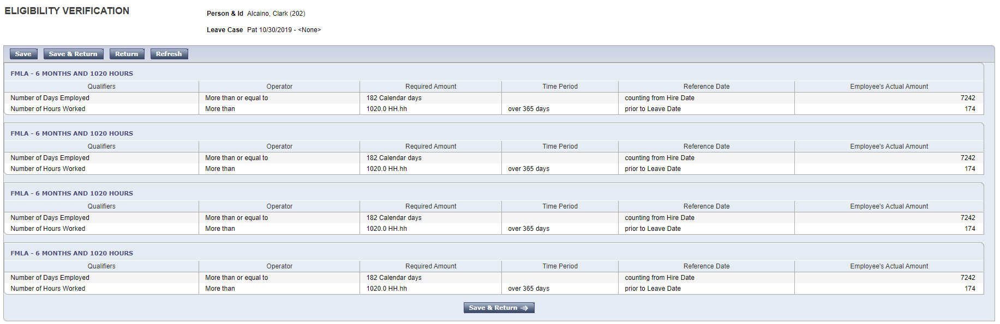 ELIGIBILITY VERIFICATION
Person & Id Alcaino, Clark (202)
Leave Case Pat 10/30/2019 - <None>
Save Save & Return Return Refresh
FMLA - 6 MONTHS AND 1020 HOURS
Qualifiers Operator Required Amount Time Period Reference Date Employee's Actual Amount
Number of Days Employed More than or equal to 182 Calendar days counting from Hire Date 7242
Number of Hours Worked More than 1020.0 HH.hh over 365 days prior to Leave Date 174
FMLA - 6 MONTHS AND 1020 HOURS
Qualifiers Operator Required Amount Time Period Reference Date Employee's Actual Amount
Number of Days Employed More than or equal to 182 Calendar days counting from Hire Date 7242
Number of Hours Worked More than 1020.0 HH.hh over 365 days prior to Leave Date 174
FMLA - 6 MONTHS AND 1020 HOURS
Qualifiers Operator Required Amount Time Period Reference Date Employee's Actual Amount
Number of Days Employed More than or equal to 182 Calendar days counting from Hire Date 7242
Number of Hours Worked More than 1020.0 HH.hh over 365 days prior to Leave Date 174
FMLA - 6 MONTHS AND 1020 HOURS
Qualifiers Operator Required Amount Time Period Reference Date Employee's Actual Amount
Number of Days Employed More than or equal to 182 Calendar days counting from Hire Date 7242
Number of Hours Worked More than 1020.0 HH.hh over 365 days prior to Leave Date 174
Save & Return